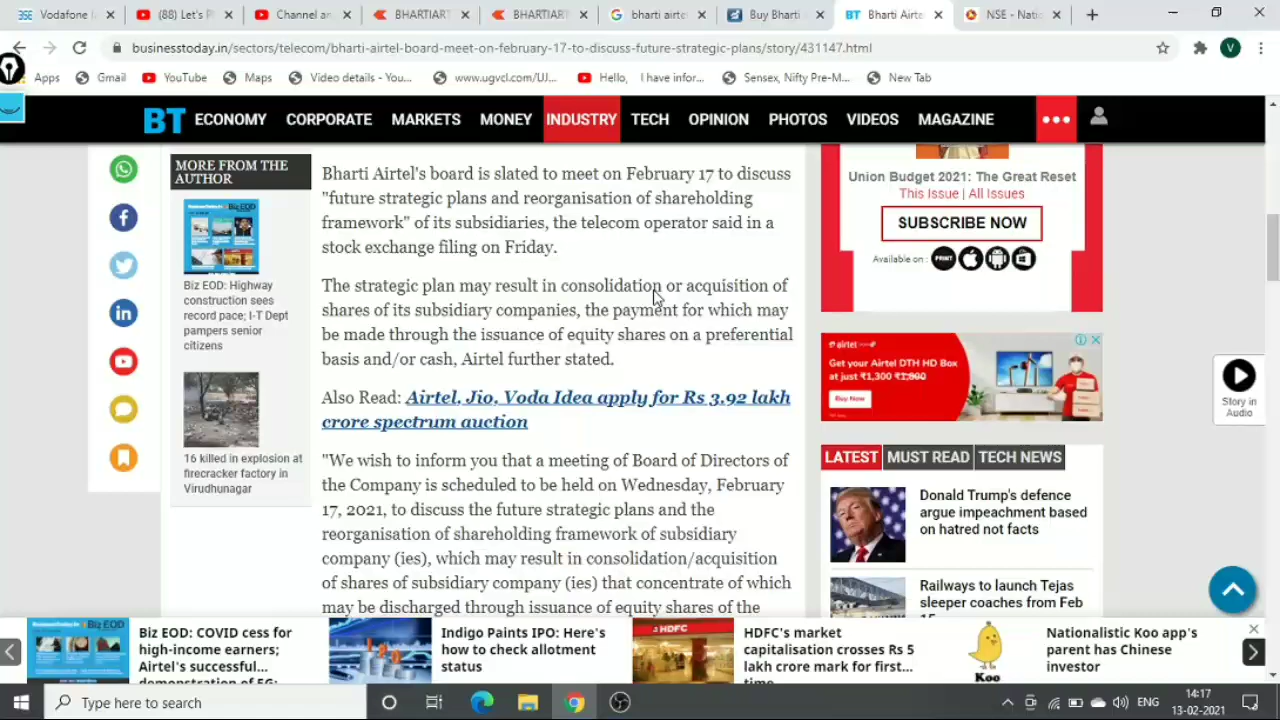 Vodafone I
(88) Let's P
Channel an
BHARTIART
BHARTIAR
bharti airte
Buy Bharti
Bharti Airte
NSE - Natio
businesstoday.in/sectors/telecom/bharti-airtel-board-meet-on-february-17-to-discuss-future-strategic-plans/story/431147.html
V
Apps
Gmail
YouTube
Maps
Video details - You...
www.ugvcl.com/UJ...
Hello, I have infor...
Sensex, Nifty Pre-M...
New Tab
BT ECONOMY CORPORATE MARKETS MONEY INDUSTRY TECH OPINION PHOTOS VIDEOS MAGAZINE
MORE FROM THE
AUTHOR
Biz EOD: Highway
construction sees
record pace; I-T Dept
pampers senior
citizens
16 killed in explosion at
firecracker factory in
Virudhunagar
Bharti Airtel's board is slated to meet on February 17 to discuss
"future strategic plans and reorganisation of shareholding
framework" of its subsidiaries, the telecom operator said in a
stock exchange filing on Friday.
The strategic plan may result in consolidation or acquisition of
shares of its subsidiary companies, the payment for which may
be made through the issuance of equity shares on a preferential
basis and/or cash, Airtel further stated.
Also Read: Airtel, Jio, Voda Idea apply for Rs 3.92 lakh
crore spectrum auction
"We wish to inform you that a meeting of Board of Directors of
the Company is scheduled to be held on Wednesday, February
17, 2021, to discuss the future strategic plans and the
reorganisation of shareholding framework of subsidiary
company (ies), which may result in consolidation/acquisition
of shares of subsidiary company (ies) that concentrate of which
may be discharged through issuance of equity shares of the
Union Budget 2021: The Great Reset
This Issue | All Issues
SUBSCRIBE NOW
Available on :
PRINT
airtel
Get your Airtel DTH HD Box
at just ₹1,300 ₹1,800
Buy Now
Story in
Audio
LATEST MUST READ TECH NEWS
Donald Trump's defence
argue impeachment based
on hatred not facts
Railways to launch Tejas
sleeper coaches from Feb
15
Biz EOD: COVID cess for
high-income earners;
Airtel's successful...
demonstration of 5G;
Indigo Paints IPO: Here's
how to check allotment
status
HDFC
HDFC's market
capitalisation crosses Rs 5
lakh crore mark for first...
time
Koo
Nationalistic Koo app's
parent has Chinese
investor
Type here to search
ENG
14:17
13-02-2021